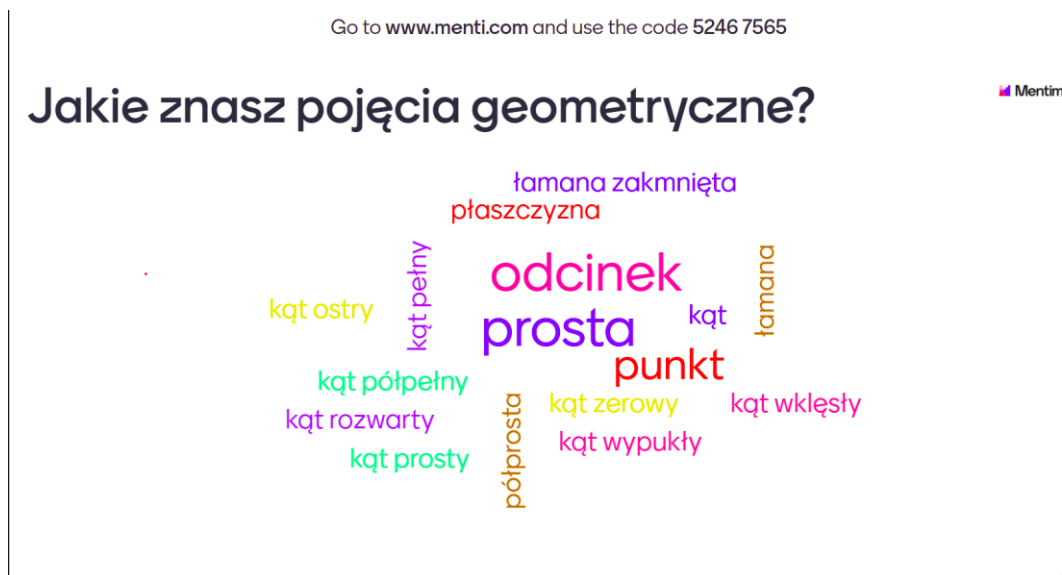 Go to www.menti.com and use the code 5246 7565
Jakie znasz pojęcia geometryczne?
Mentim
łamana zakmnięta
płaszczyzna
kąt pełny
odcinek
łamana
kąt ostry
prosta
kąt
punkt
kąt półpełny
kąt zerowy
kąt wklęsły
kąt rozwarty
półprosta
kąt wypukły
kąt prosty